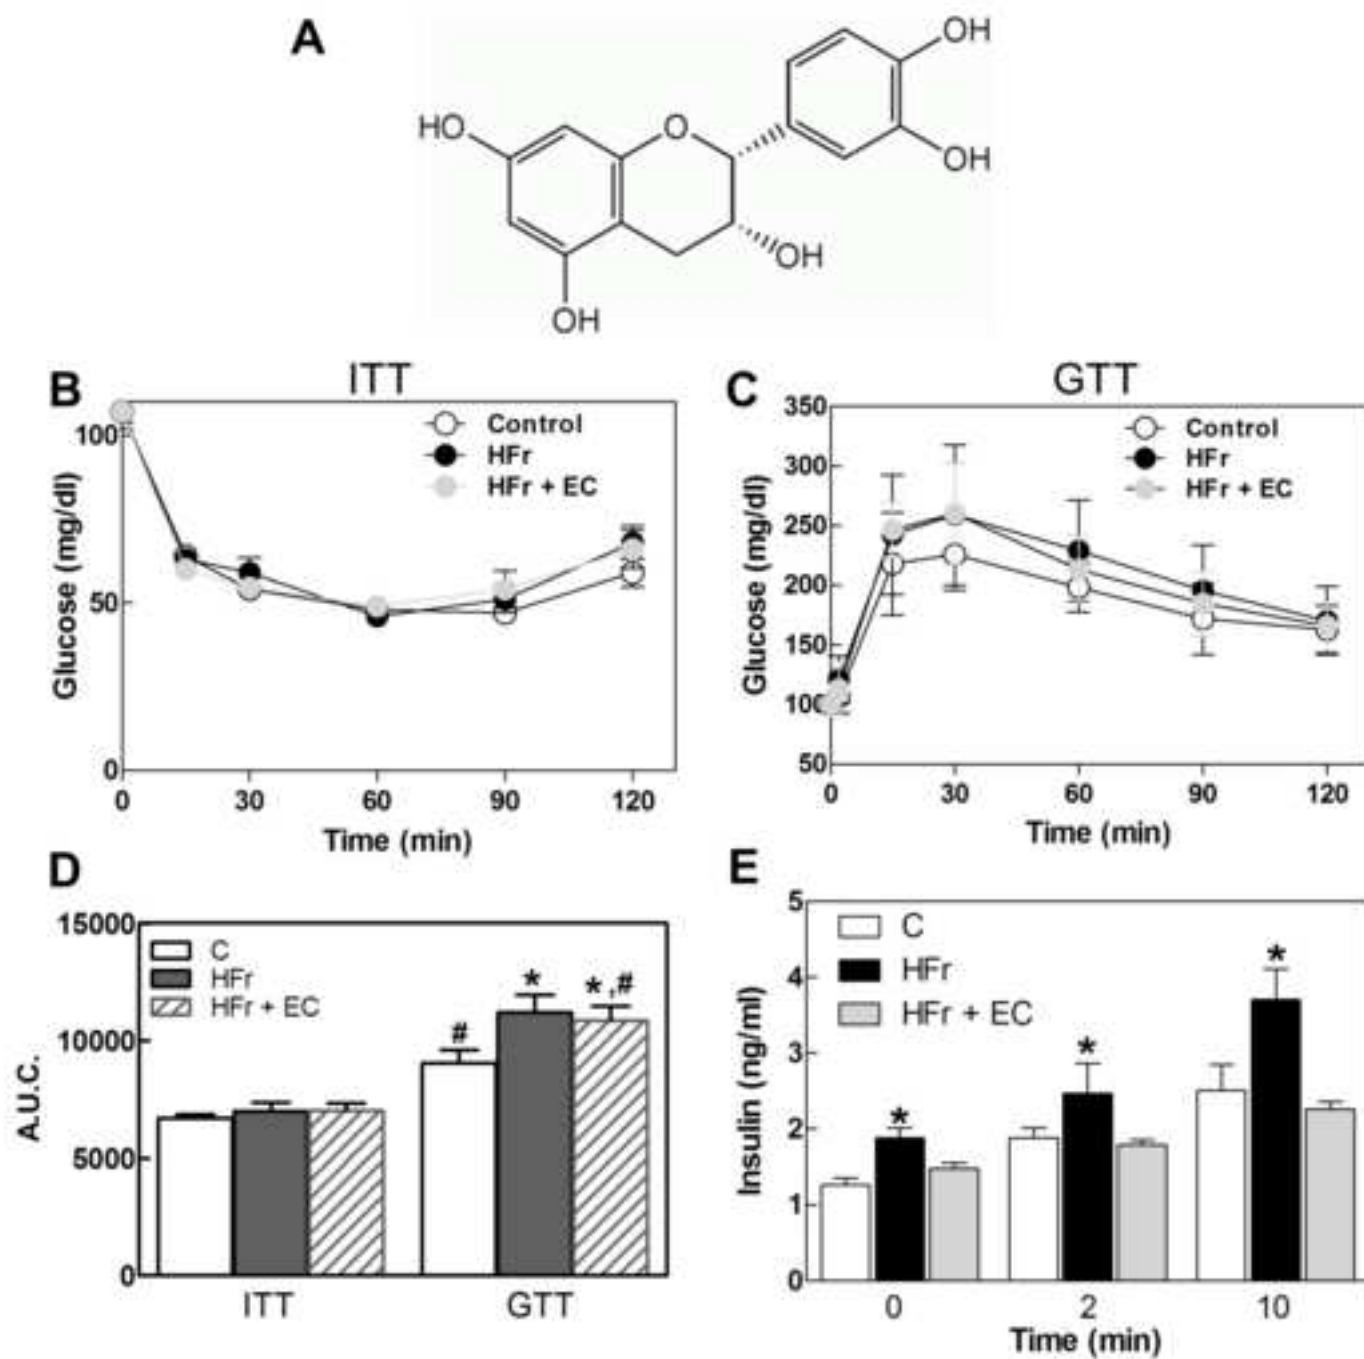 A
OH
HO
O
OH
OH
OH
B
ITT
Control
HFr
HFr + EC
100
50
0
Glucose (mg/dl)
0 30 60 90 120
Time (min)
C
GTT
Control
HFr
HFr + EC
350
300
250
200
150
100
50
Glucose (mg/dl)
0 30 60 90 120
Time (min)
D
15000
10000
5000
0
A.U.C.
C
HFr
HFr + EC
#
*
*,#
ITT GTT
E
5
4
3
2
1
0
Insulin (ng/ml)
C
HFr
HFr + EC
*
*
*
0 2 10
Time (min)